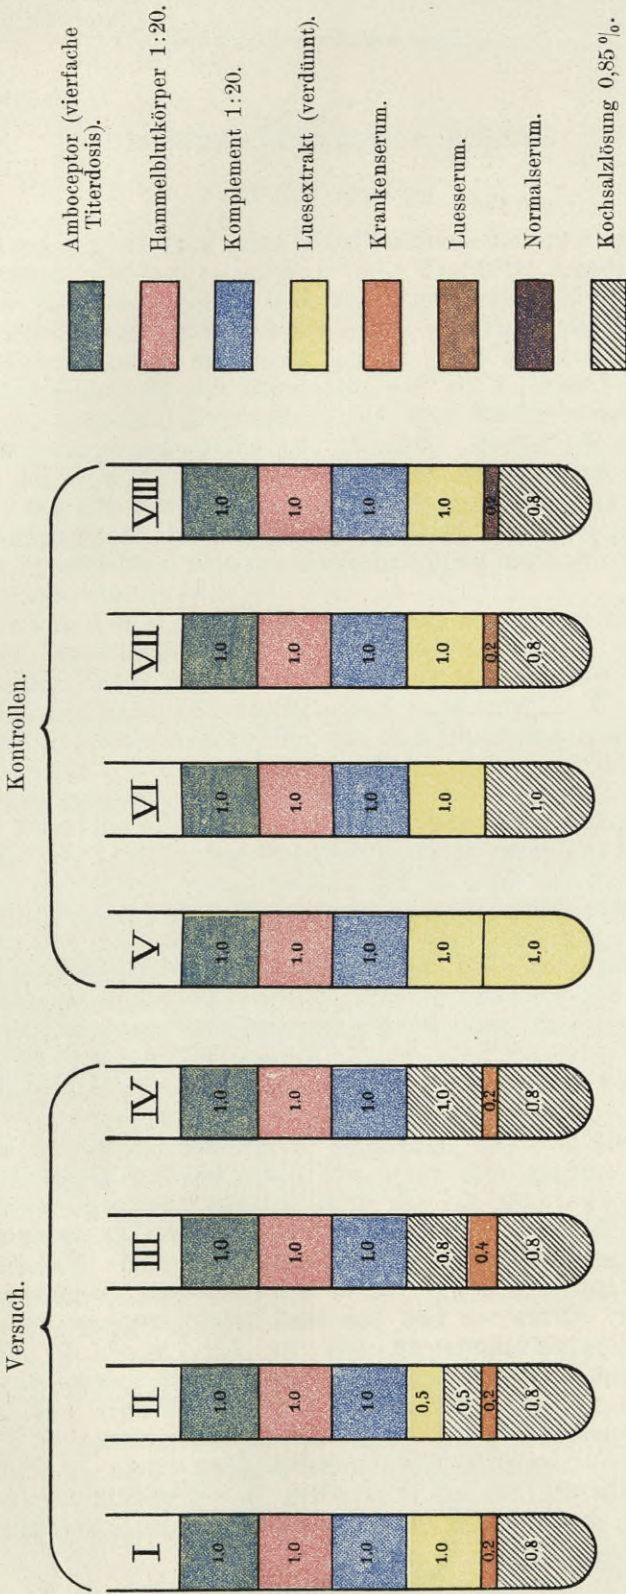 Versuch.
Kontrollen.
I
II
III
IV
V
VI
VII
VIII
1,0
1,0
1,0
1,0
0,2
0,8
1,0
1,0
1,0
0,5
0,5
0,2
0,8
1,0
1,0
1,0
0,8
0,4
0,8
1,0
1,0
1,0
1,0
0,2
0,8
1,0
1,0
1,0
1,0
1,0
1,0
1,0
1,0
1,0
1,0
1,0
1,0
1,0
1,0
0,2
0,8
1,0
1,0
1,0
1,0
0,2
0,8
Amboceptor (vierfache
Titerdosis).
Hammelblutkörper 1:20.
Komplement 1:20.
Luesextrakt (verdünnt).
Krankenserum.
Luesserum.
Normalserum.
Kochsalzlösung 0,85 %.